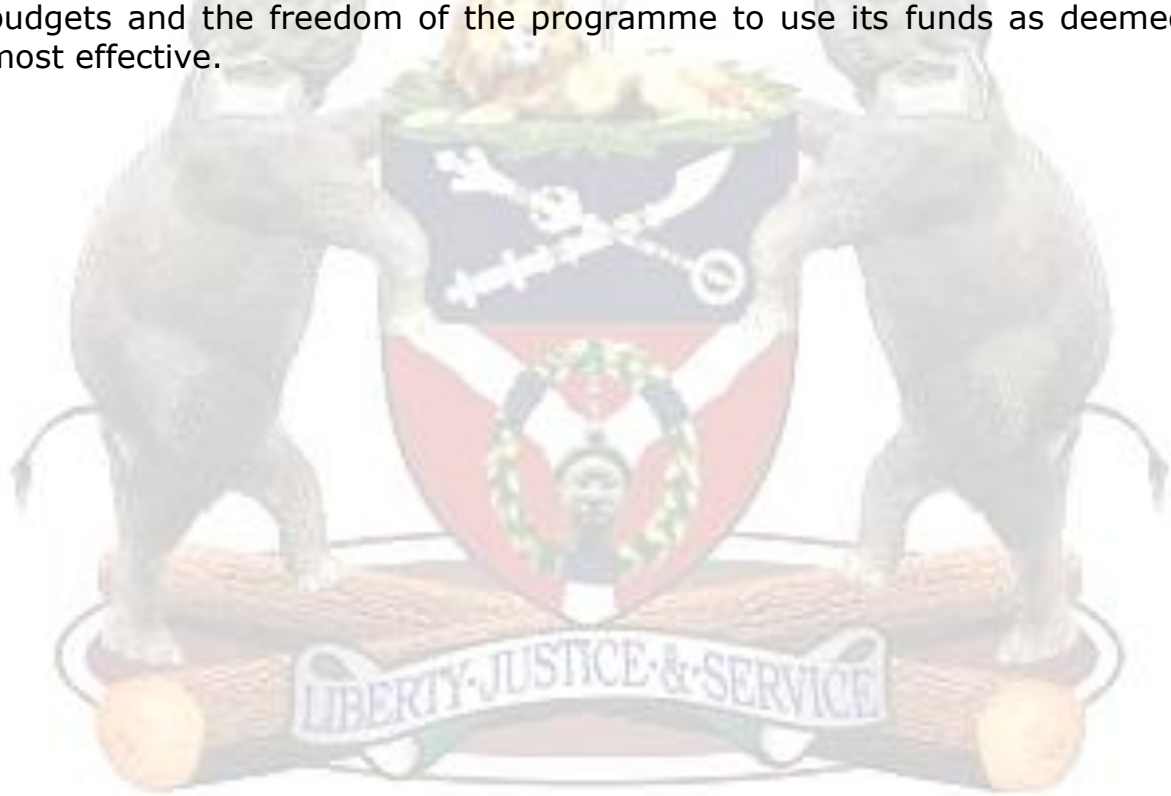 budgets and the freedom of the programme to use its funds as deemed
most effective.
LIBERTY·JUSTICE·&·SERVICE